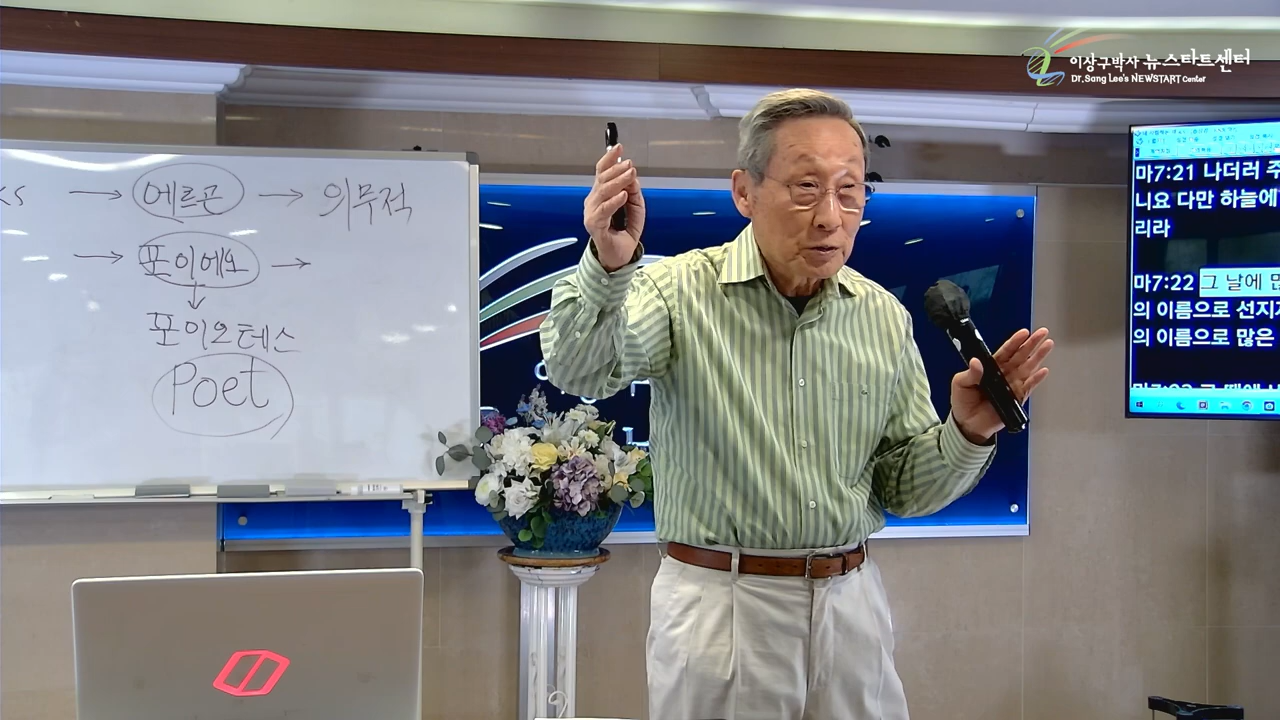 이상구박사 뉴스타트센터
Dr. Sang Lee's NEWSTART Center
→ 에르곤 → 의무적
→ 포이에오 →
↓
포이오테스
Poet
마7:21 나더러 주
니요 다만 하늘에
리라
마7:22 그 날에 많
의 이름으로 선지자
의 이름으로 많은